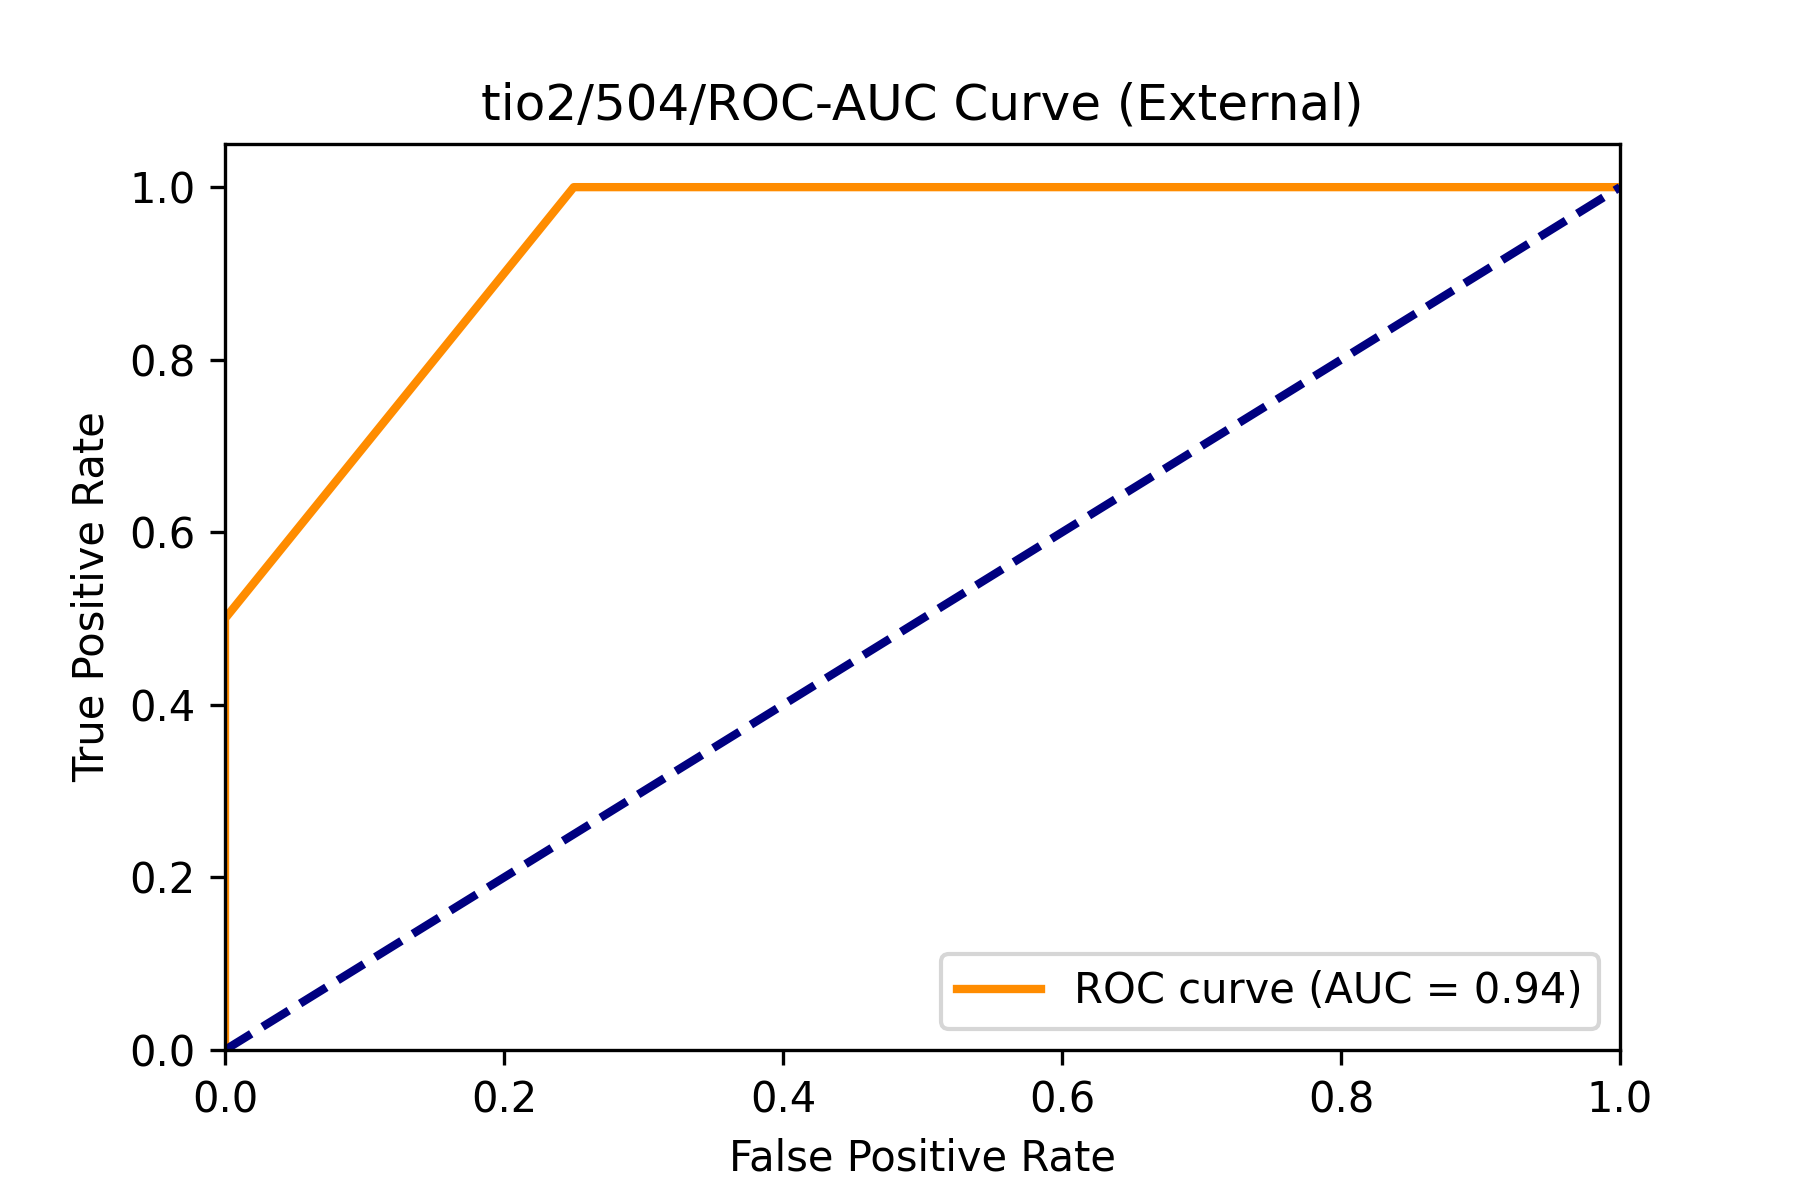 tio2/504/ROC-AUC Curve (External)
1.0
0.8
0.6
0.4
0.2
0.0
True Positive Rate
ROC curve (AUC = 0.94)
0.0 0.2 0.4 0.6 0.8 1.0
False Positive Rate